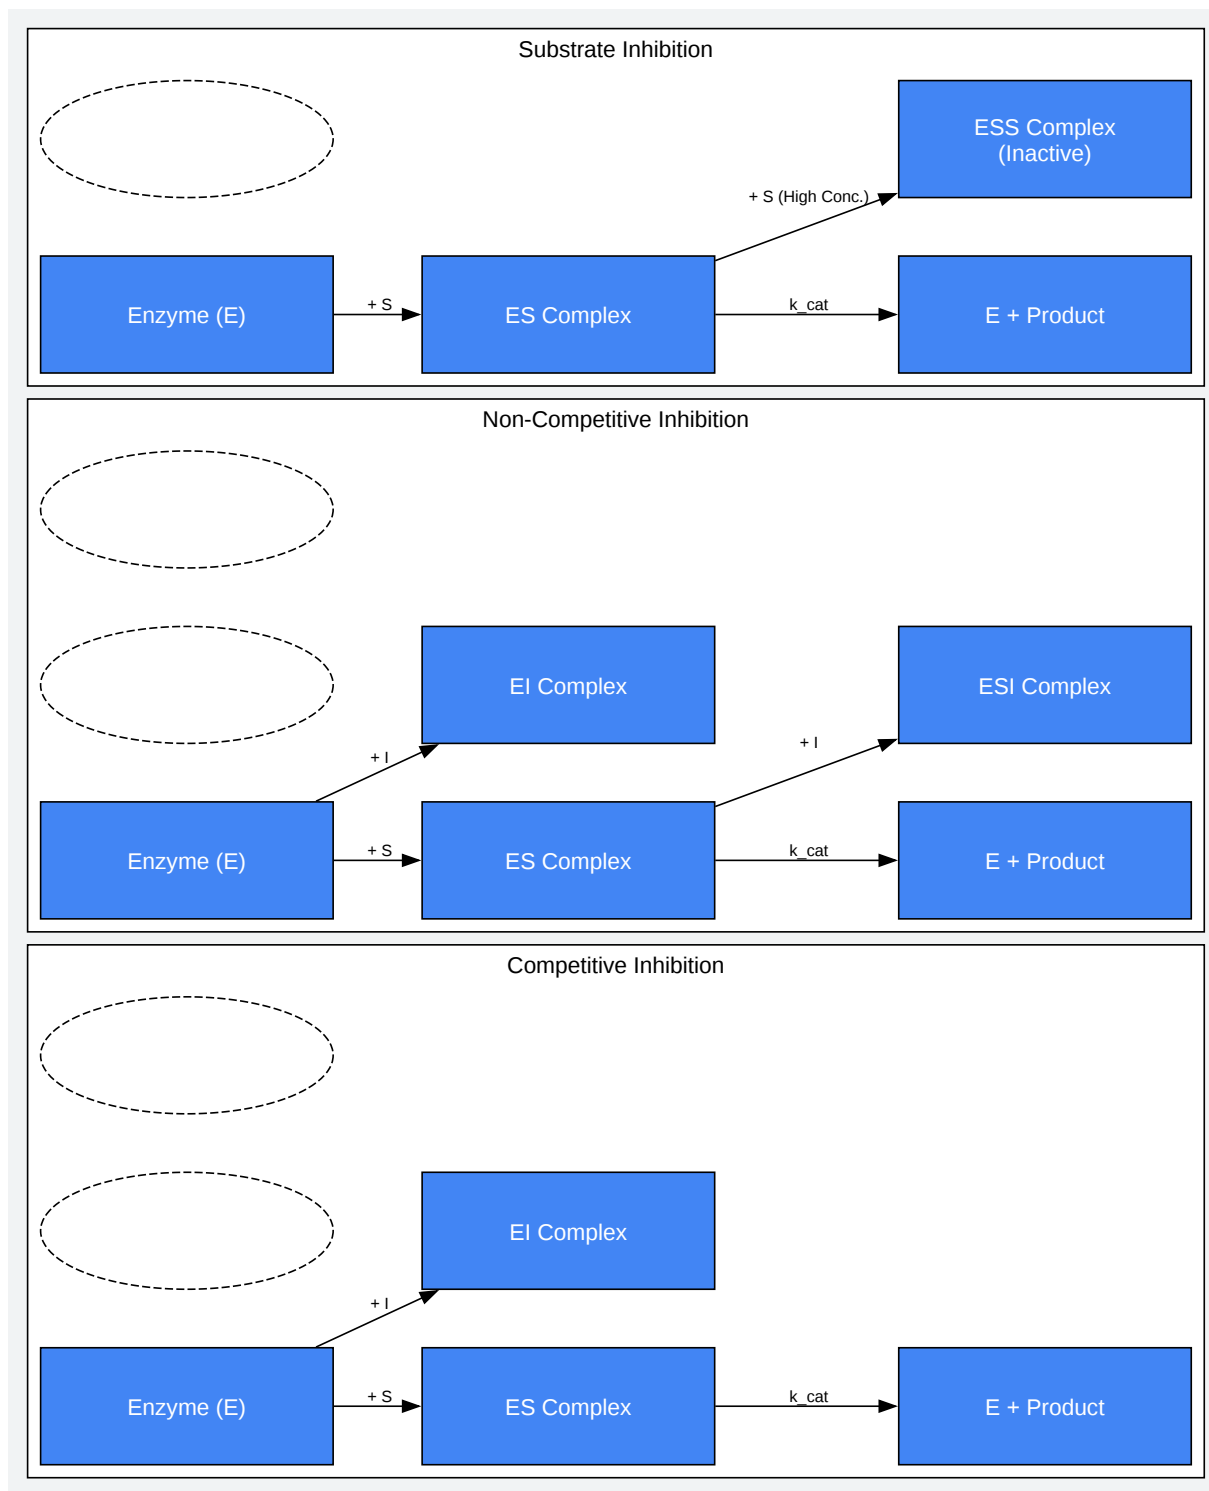 Substrate Inhibition
ESS Complex
(Inactive)
+ S (High Conc.)
Enzyme (E)
+ S
ES Complex
k_cat
E + Product
Non-Competitive Inhibition
EI Complex
ESI Complex
+ I
+ I
Enzyme (E)
+ S
ES Complex
k_cat
E + Product
Competitive Inhibition
EI Complex
+ I
Enzyme (E)
+ S
ES Complex
k_cat
E + Product